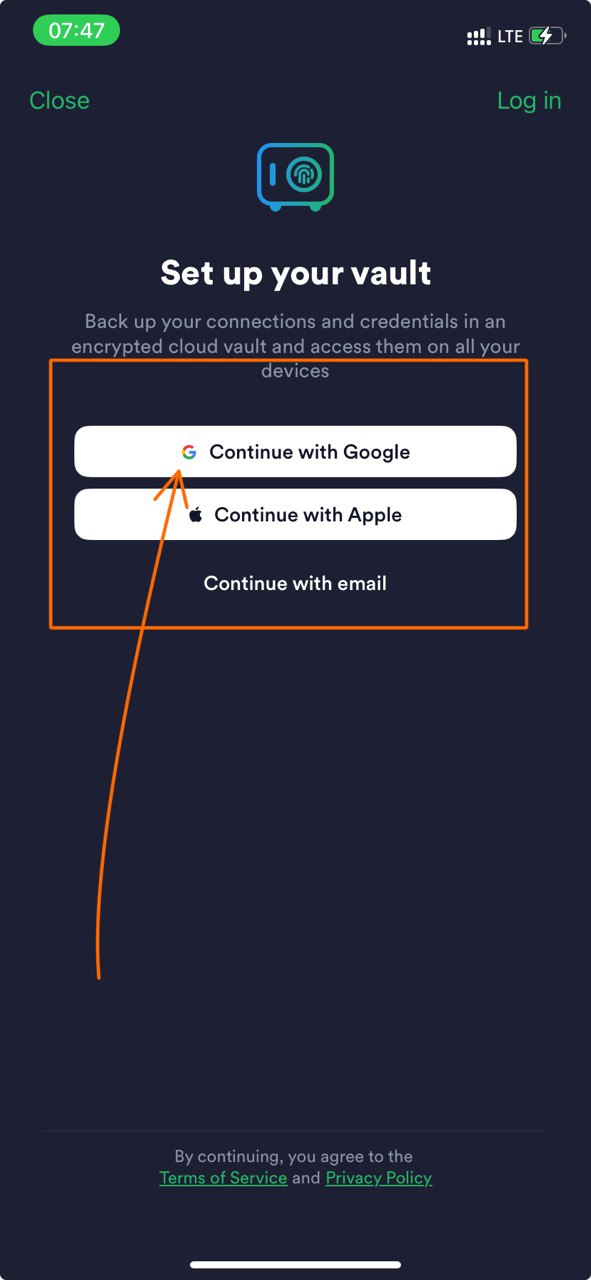 07:47
LTE
Close
Log in
Set up your vault
Back up your connections and credentials in an
encrypted cloud vault and access them on all your
devices
Continue with Google
Continue with Apple
Continue with email
By continuing, you agree to the
Terms of Service and Privacy Policy